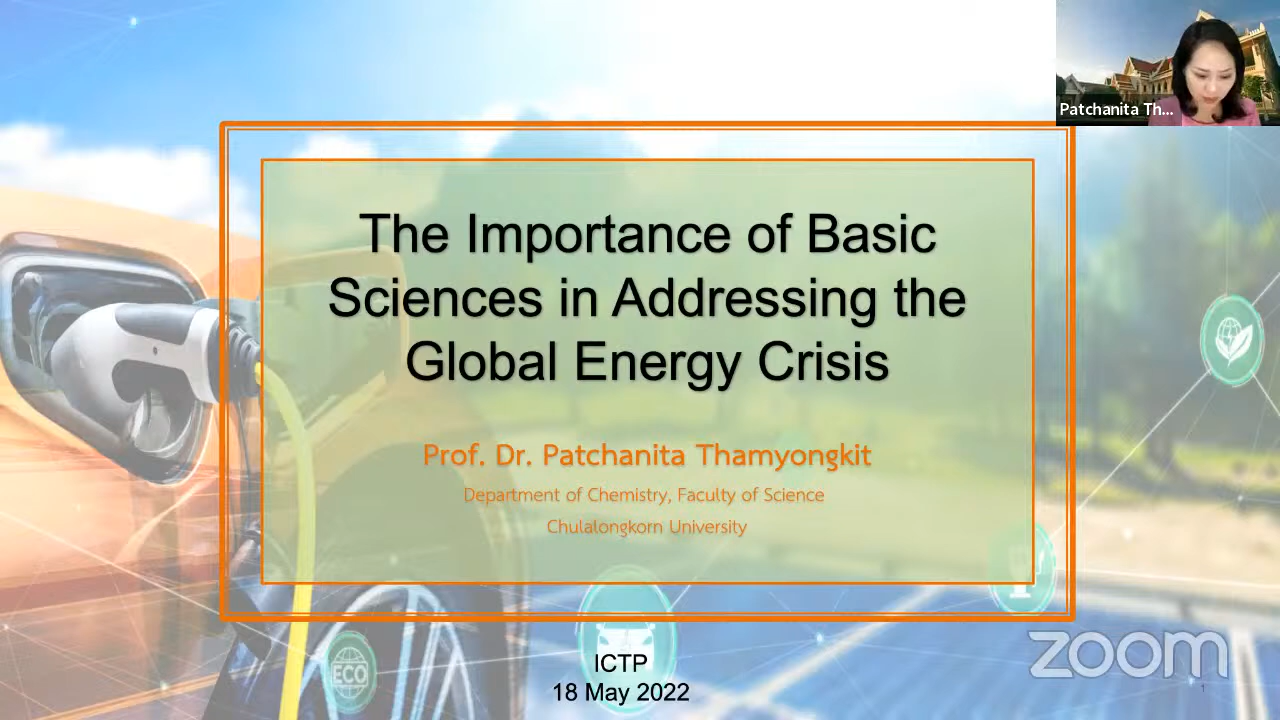 Patchanita Th...
The Importance of Basic
Sciences in Addressing the
Global Energy Crisis
Prof. Dr. Patchanita Thamyongkit
Department of Chemistry, Faculty of Science
Chulalongkorn University
ECO
ICTP
18 May 2022
zoom
1